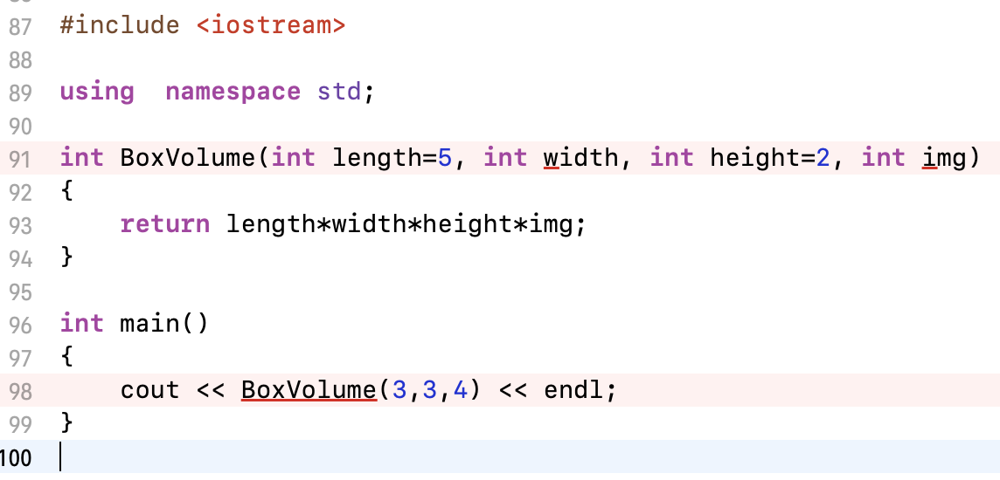 87 #include <iostream>
88
89 using  namespace std;
90
91 int BoxVolume(int length=5, int width, int height=2, int img)
92 {
93     return length*width*height*img;
94 }
95
96 int main()
97 {
98     cout << BoxVolume(3,3,4) << endl;
99 }
100